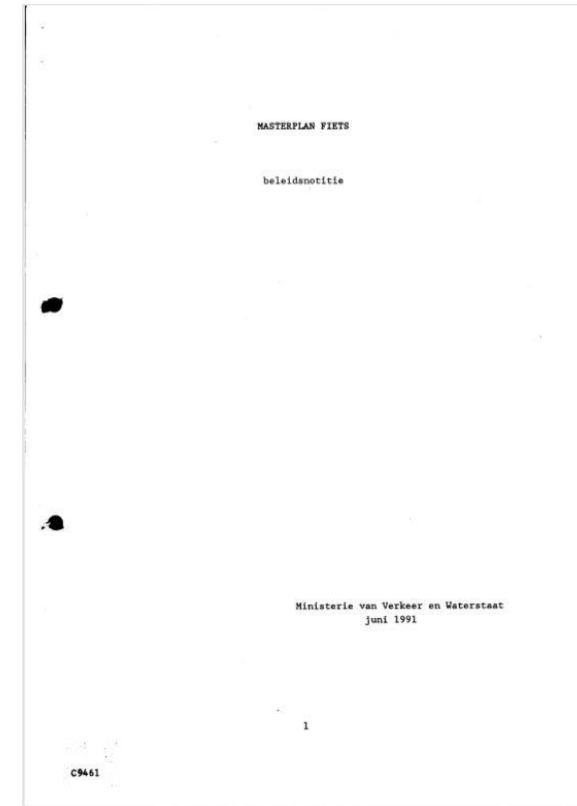 MASTERPLAN FIETS
beleidsnotitie
Ministerie van Verkeer en Waterstaat
juni 1991
1
C9461